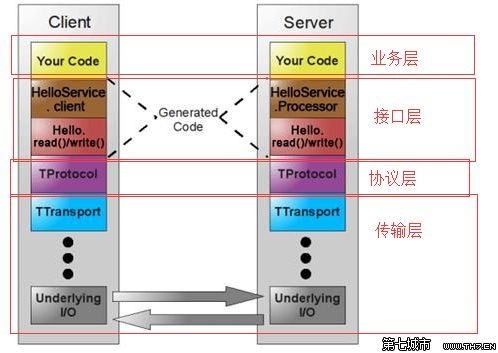 Client
Server
Your Code
Your Code
业务层
HelloService
.client
HelloService
.Processor
Generated
Code
接口层
Hello.
read()/write()
Hello.
read()/write()
TProtocol
TProtocol
协议层
TTransport
TTransport
传输层
Underlying
I/O
Underlying
I/O
第七城市 www.TH7.CN